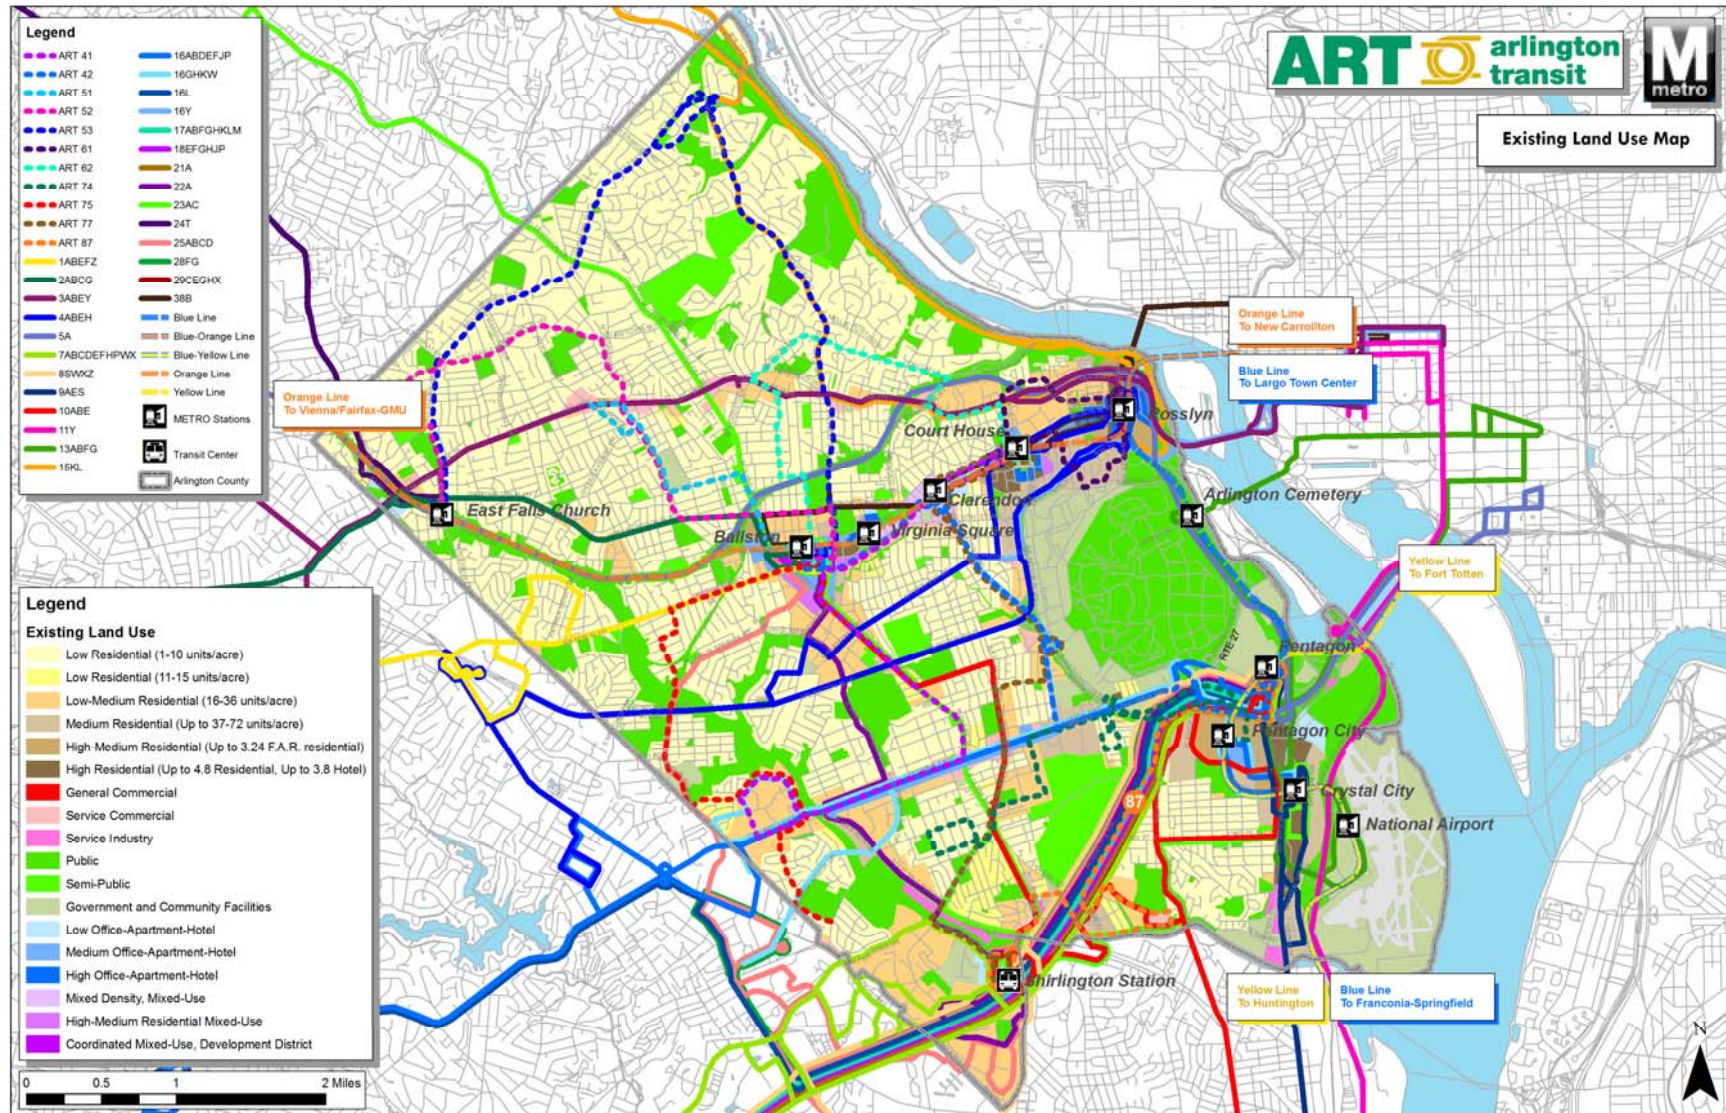 Legend
ART 41
ART 42
ART 51
ART 52
ART 53
ART 61
ART 62
ART 74
ART 75
ART 77
ART 87
1ABEFZ
2ABCG
3ABEY
4ABEH
5A
7ABCDEFHPWX
8SWXZ
9AES
10ABE
11Y
13ABFG
15KL
16ABDEFJP
16GHKW
16L
16Y
17ABFGHKLM
18EFGHJP
21A
22A
23AC
24T
25ABCD
28FG
29CEGHX
38B
Blue Line
Blue-Orange Line
Blue-Yellow Line
Orange Line
Yellow Line
METRO Stations
Transit Center
Arlington County
ART arlington
transit
M
metro
Existing Land Use Map
Orange Line
To New Carrollton
Blue Line
To Largo Town Center
Orange Line
To Vienna/Fairfax-GMU
Rosslyn
Court House
Clarendon
Arlington Cemetery
East Falls Church
Ballston
Virginia Square
Yellow Line
To Fort Totten
RTE 27
Pentagon
Pentagon City
Crystal City
87
National Airport
Shirlington Station
Yellow Line
To Huntington
Blue Line
To Franconia-Springfield
Legend
Existing Land Use
Low Residential (1-10 units/acre)
Low Residential (11-15 units/acre)
Low-Medium Residential (16-36 units/acre)
Medium Residential (Up to 37-72 units/acre)
High-Medium Residential (Up to 3.24 F.A.R. residential)
High Residential (Up to 4.8 Residential, Up to 3.8 Hotel)
General Commercial
Service Commercial
Service Industry
Public
Semi-Public
Government and Community Facilities
Low Office-Apartment-Hotel
Medium Office-Apartment-Hotel
High Office-Apartment-Hotel
Mixed Density, Mixed-Use
High-Medium Residential Mixed-Use
Coordinated Mixed-Use, Development District
0 0.5 1 2 Miles
N